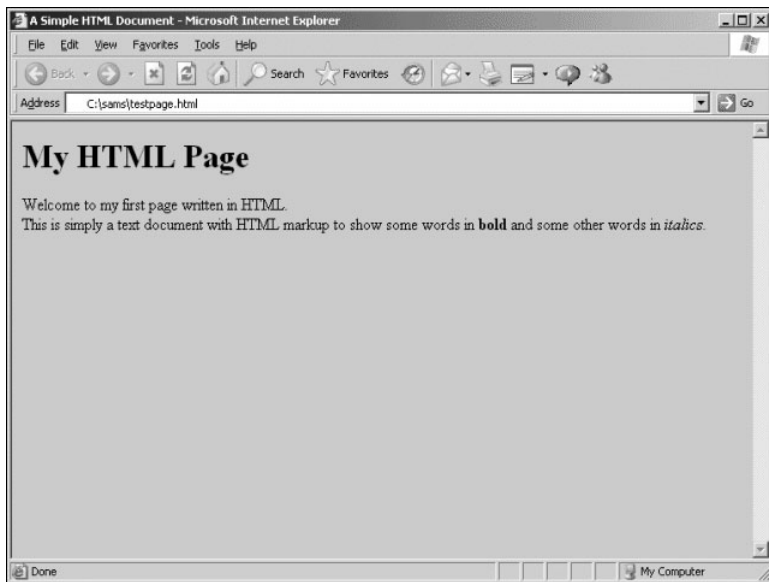 A Simple HTML Document - Microsoft Internet Explorer
File Edit View Favorites Tools Help
Back Search Favorites
Address C:\sams\testpage.html Go
My HTML Page
Welcome to my first page written in HTML.
This is simply a text document with HTML markup to show some words in bold and some other words in italics.
Done My Computer